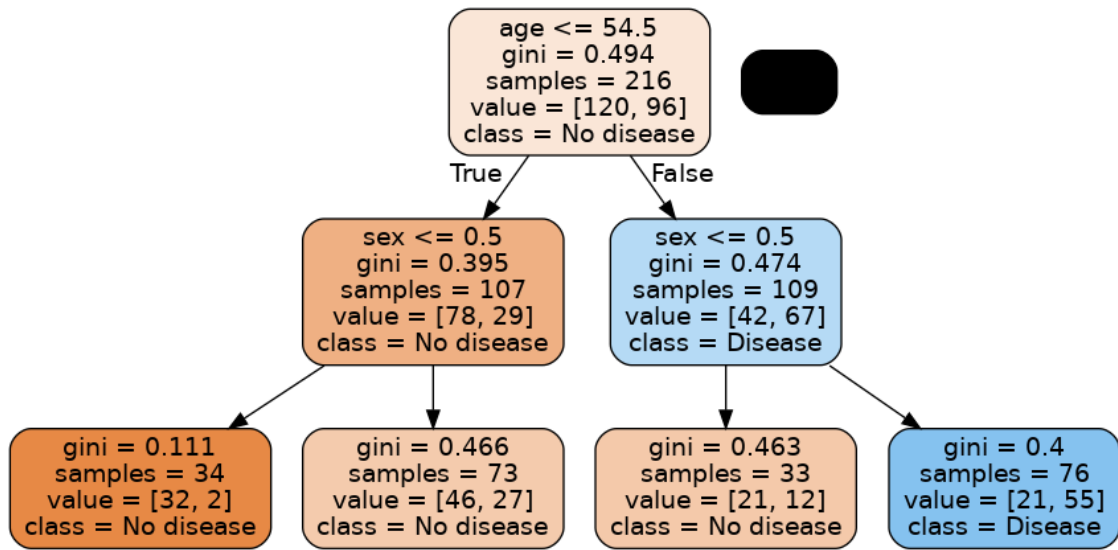 age <= 54.5
gini = 0.494
samples = 216
value = [120, 96]
class = No disease
True
False
sex <= 0.5
gini = 0.395
samples = 107
value = [78, 29]
class = No disease
sex <= 0.5
gini = 0.474
samples = 109
value = [42, 67]
class = Disease
gini = 0.111
samples = 34
value = [32, 2]
class = No disease
gini = 0.466
samples = 73
value = [46, 27]
class = No disease
gini = 0.463
samples = 33
value = [21, 12]
class = No disease
gini = 0.4
samples = 76
value = [21, 55]
class = Disease